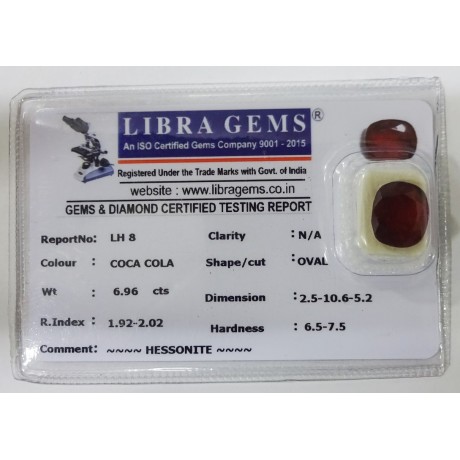 LIBRA GEMS®
An ISO Certified Gems Company 9001 - 2015
Registered Under the Trade Marks with Govt. of India
website : www.libragems.co.in
GEMS & DIAMOND CERTIFIED TESTING REPORT
ReportNo: LH 8 Clarity : N/A
Colour : COCA COLA Shape/cut : OVAL
Wt : 6.96 cts Dimension : 2.5-10.6-5.2
R.Index : 1.92-2.02 Hardness : 6.5-7.5
Comment: ~~~~ HESSONITE ~~~~